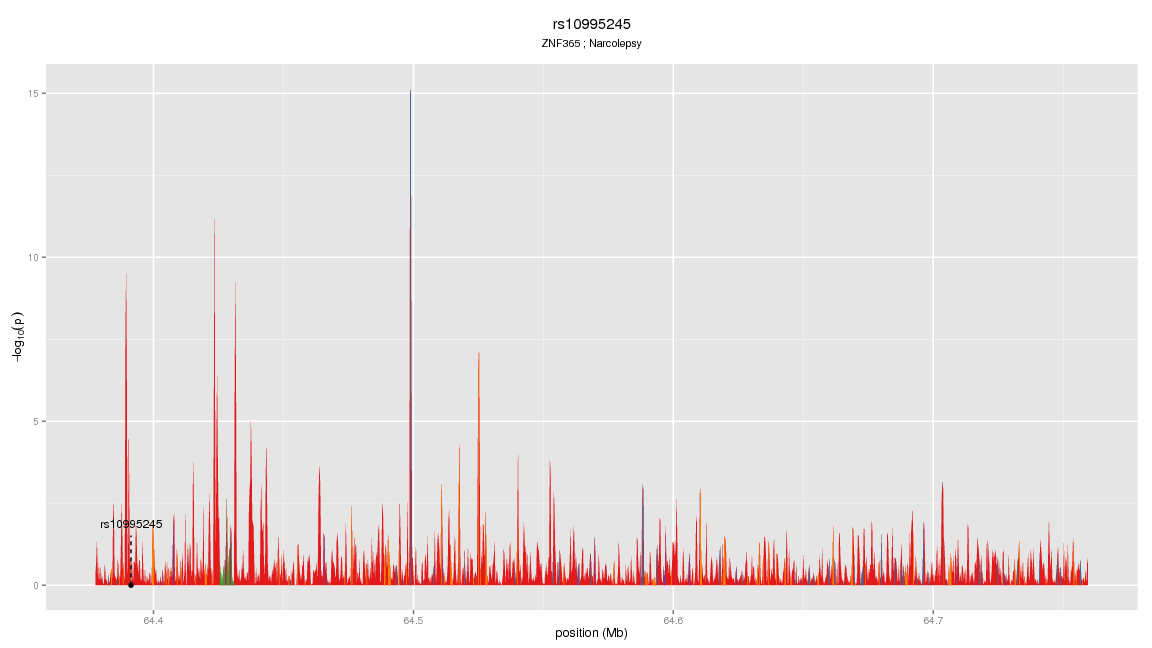 rs10995245
ZNF365 ; Narcolepsy
15
10
5
0
−log10(p)
rs10995245
64.4 64.5 64.6 64.7
position (Mb)